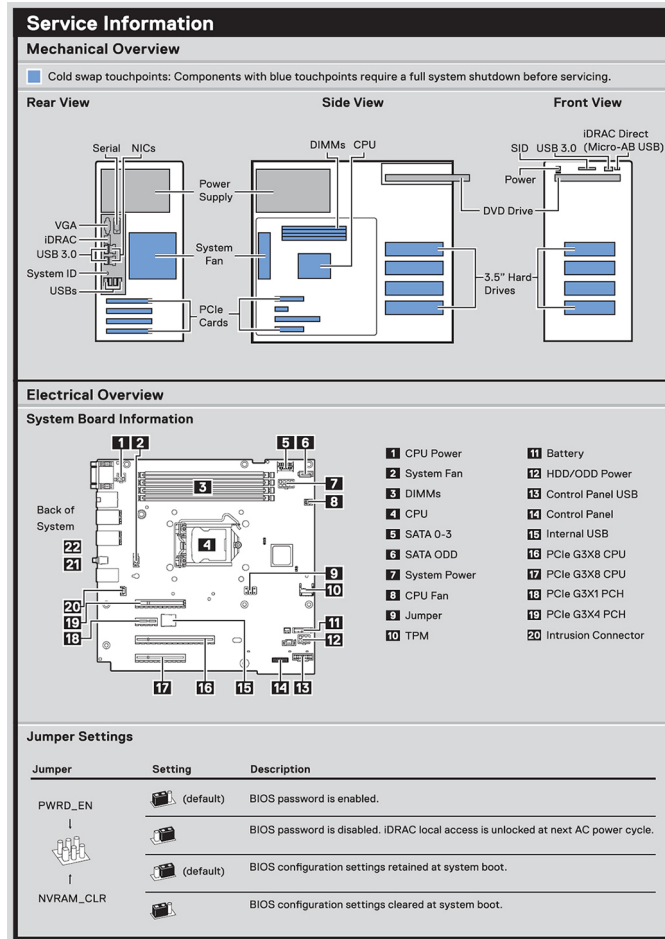 Service Information
Mechanical Overview
Cold swap touchpoints: Components with blue touchpoints require a full system shutdown before servicing.
Rear View
Side View
Front View
Serial NICs
VGA
iDRAC
USB 3.0
System ID
USBs
Power
Supply
System
Fan
PCIe
Cards
DIMMs CPU
DVD Drive
3.5" Hard
Drives
iDRAC Direct
SID USB 3.0 (Micro-AB USB)
Power
Electrical Overview
System Board Information
Back of
System
1 2
3
4
5 6
7
8
9
10
11
12
13
14
15
16
17
18
19
20
21
22
1 CPU Power
2 System Fan
3 DIMMs
4 CPU
5 SATA 0-3
6 SATA ODD
7 System Power
8 CPU Fan
9 Jumper
10 TPM
11 Battery
12 HDD/ODD Power
13 Control Panel USB
14 Control Panel
15 Internal USB
16 PCIe G3X8 CPU
17 PCIe G3X8 CPU
18 PCIe G3X1 PCH
19 PCIe G3X4 PCH
20 Intrusion Connector
Jumper Settings
Jumper Setting Description
PWRD_EN
(default) BIOS password is enabled.
BIOS password is disabled. iDRAC local access is unlocked at next AC power cycle.
NVRAM_CLR
(default) BIOS configuration settings retained at system boot.
BIOS configuration settings cleared at system boot.